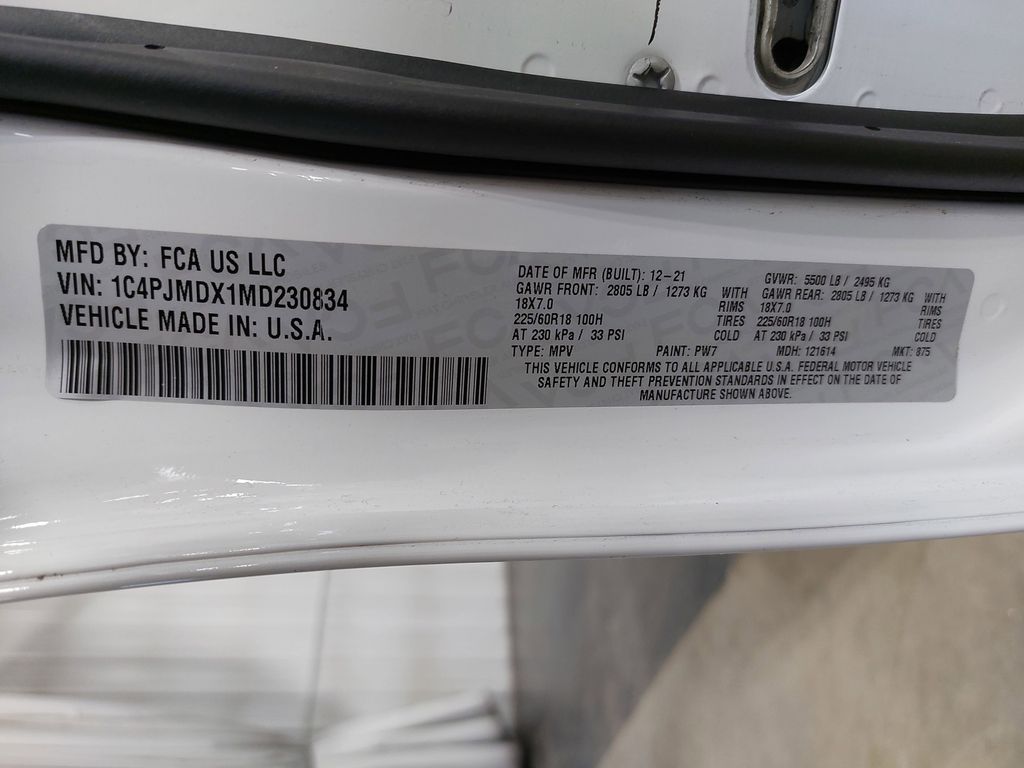 MFD BY: FCA US LLC
VIN: 1C4PJMDX1MD230834
VEHICLE MADE IN: U.S.A.
DATE OF MFR (BUILT): 12-21 GVWR: 5500 LB / 2495 KG
GAWR FRONT: 2805 LB / 1273 KG WITH GAWR REAR: 2805 LB / 1273 KG WITH
18X7.0 RIMS 18X7.0 RIMS
225/60R18 100H TIRES 225/60R18 100H TIRES
AT 230 kPa / 33 PSI COLD AT 230 kPa / 33 PSI COLD
TYPE: MPV PAINT: PW7 MDH: 121614 MKT: 875
THIS VEHICLE CONFORMS TO ALL APPLICABLE U.S.A. FEDERAL MOTOR VEHICLE
SAFETY AND THEFT PREVENTION STANDARDS IN EFFECT ON THE DATE OF
MANUFACTURE SHOWN ABOVE.